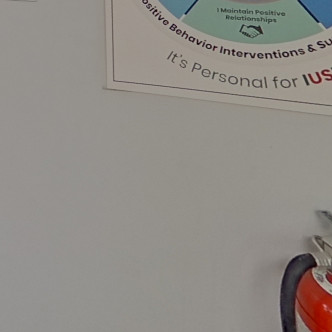 I Maintain Positive
Relationships
ositive Behavior Interventions & Su
It's Personal for IUS